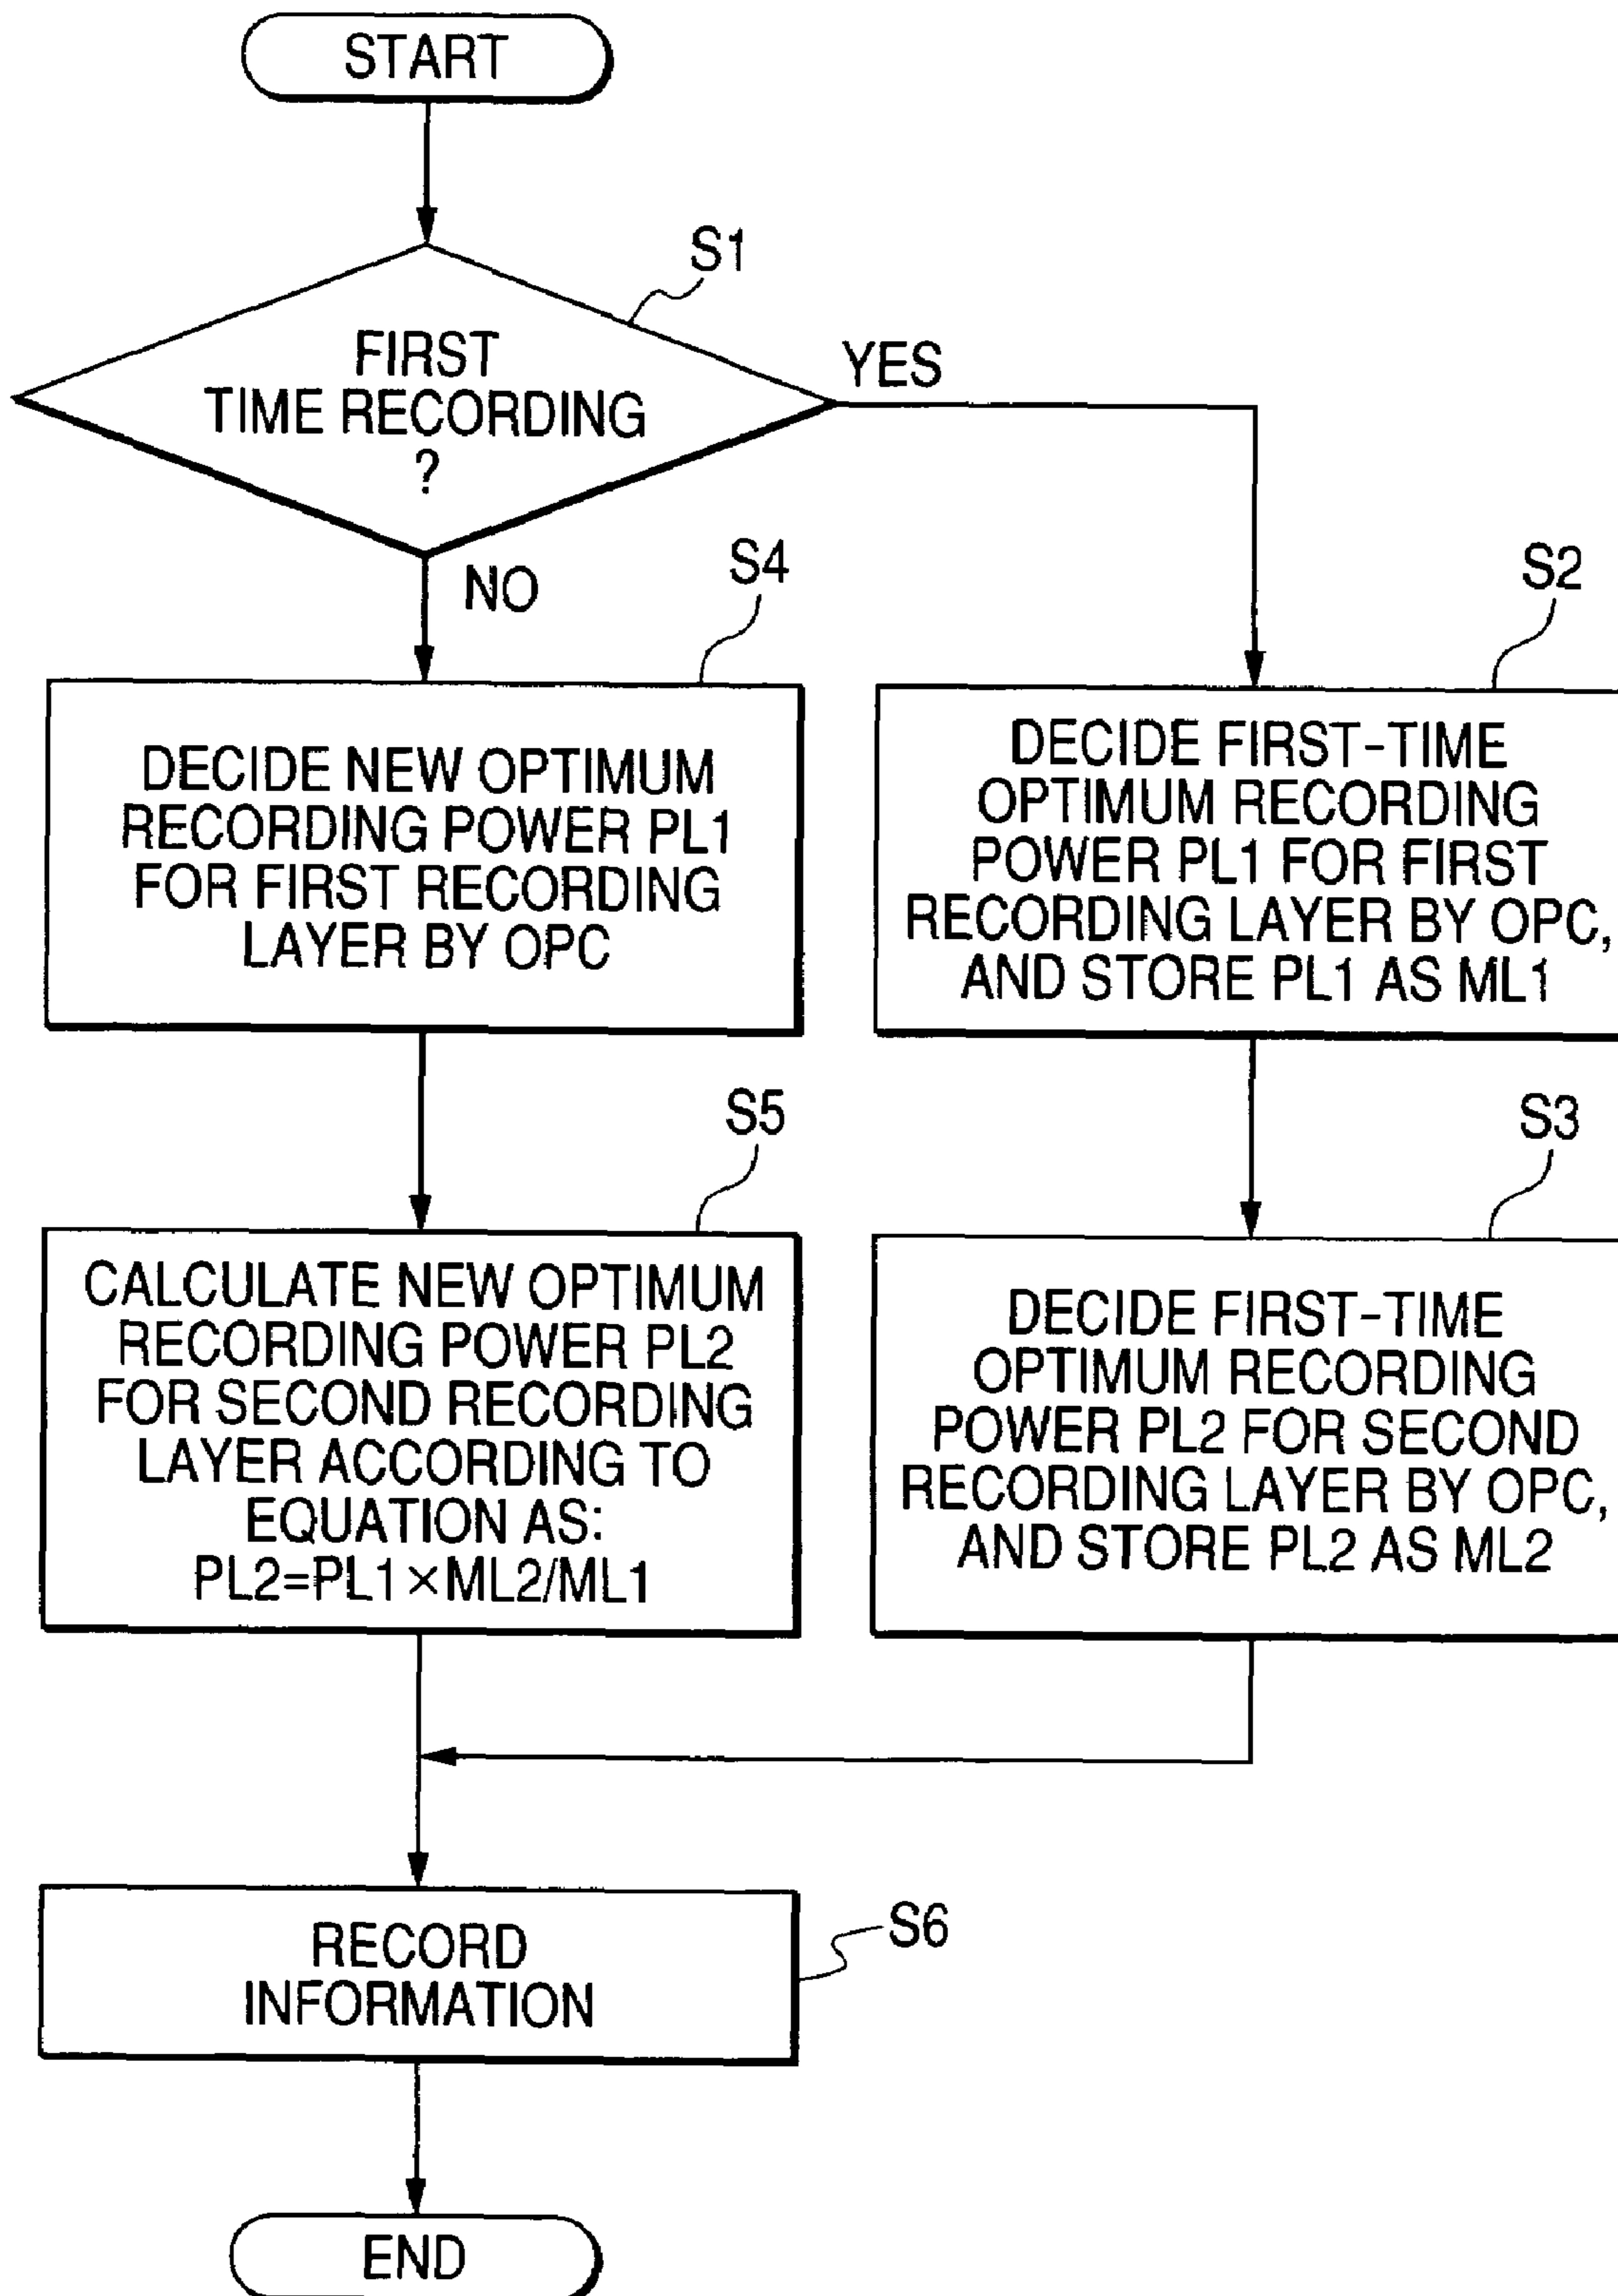 START
S1
FIRST
TIME RECORDING
?
YES
NO
S4
DECIDE NEW OPTIMUM
RECORDING POWER PL1
FOR FIRST RECORDING
LAYER BY OPC
S2
DECIDE FIRST-TIME
OPTIMUM RECORDING
POWER PL1 FOR FIRST
RECORDING LAYER BY OPC,
AND STORE PL1 AS ML1
S5
CALCULATE NEW OPTIMUM
RECORDING POWER PL2
FOR SECOND RECORDING
LAYER ACCORDING TO
EQUATION AS:
PL2=PL1×ML2/ML1
S3
DECIDE FIRST-TIME
OPTIMUM RECORDING
POWER PL2 FOR SECOND
RECORDING LAYER BY OPC,
AND STORE PL2 AS ML2
S6
RECORD
INFORMATION
END